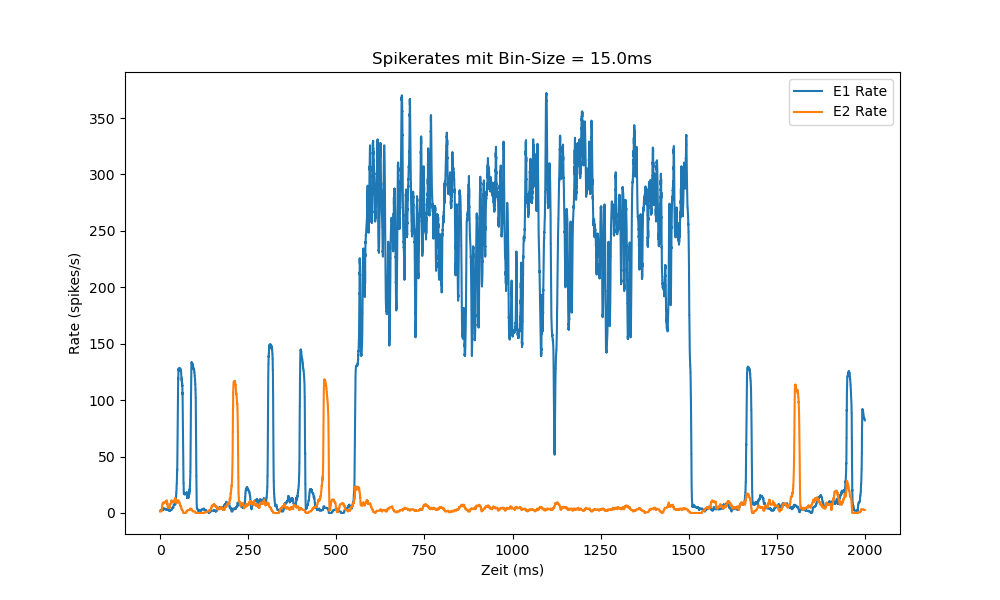 Spikerates mit Bin-Size = 15.0ms
E1 Rate
E2 Rate
350
300
250
200
150
100
50
0
Rate (spikes/s)
0 250 500 750 1000 1250 1500 1750 2000
Zeit (ms)